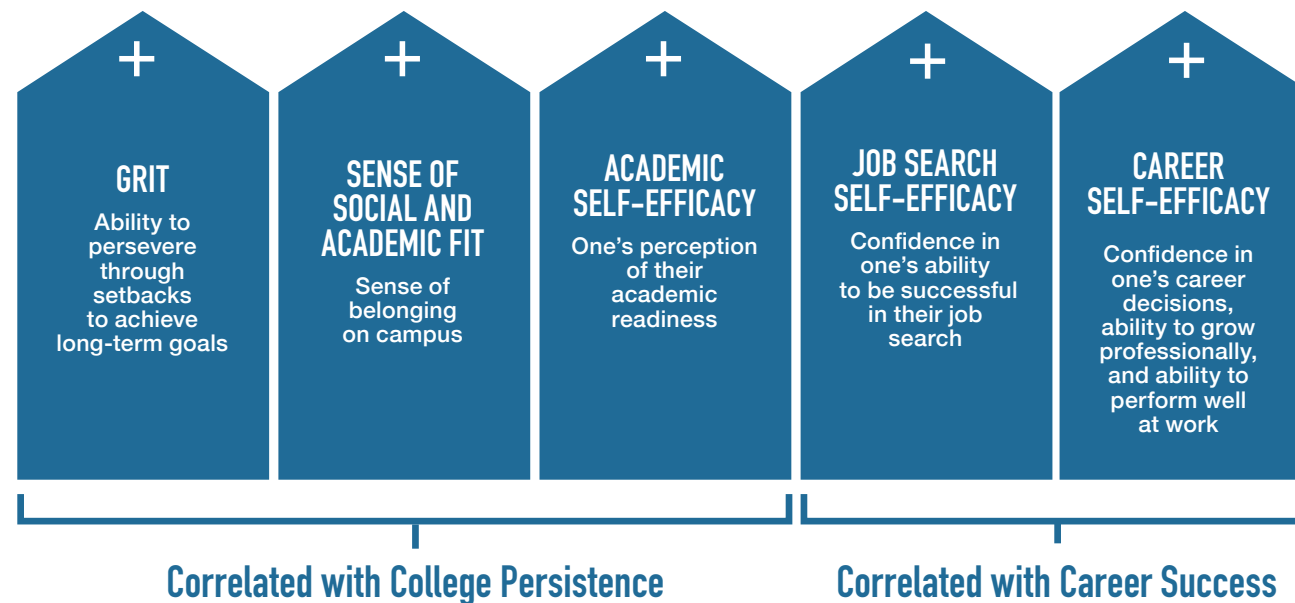 +
GRIT
Ability to
persevere
through
setbacks
to achieve
long-term goals
+
SENSE OF
SOCIAL AND
ACADEMIC FIT
Sense of
belonging
on campus
+
ACADEMIC
SELF-EFFICACY
One's perception
of their
academic
readiness
+
JOB SEARCH
SELF-EFFICACY
Confidence in
one's ability
to be successful
in their job
search
+
CAREER
SELF-EFFICACY
Confidence in
one's career
decisions,
ability to grow
professionally,
and ability to
perform well
at work
Correlated with College Persistence
Correlated with Career Success